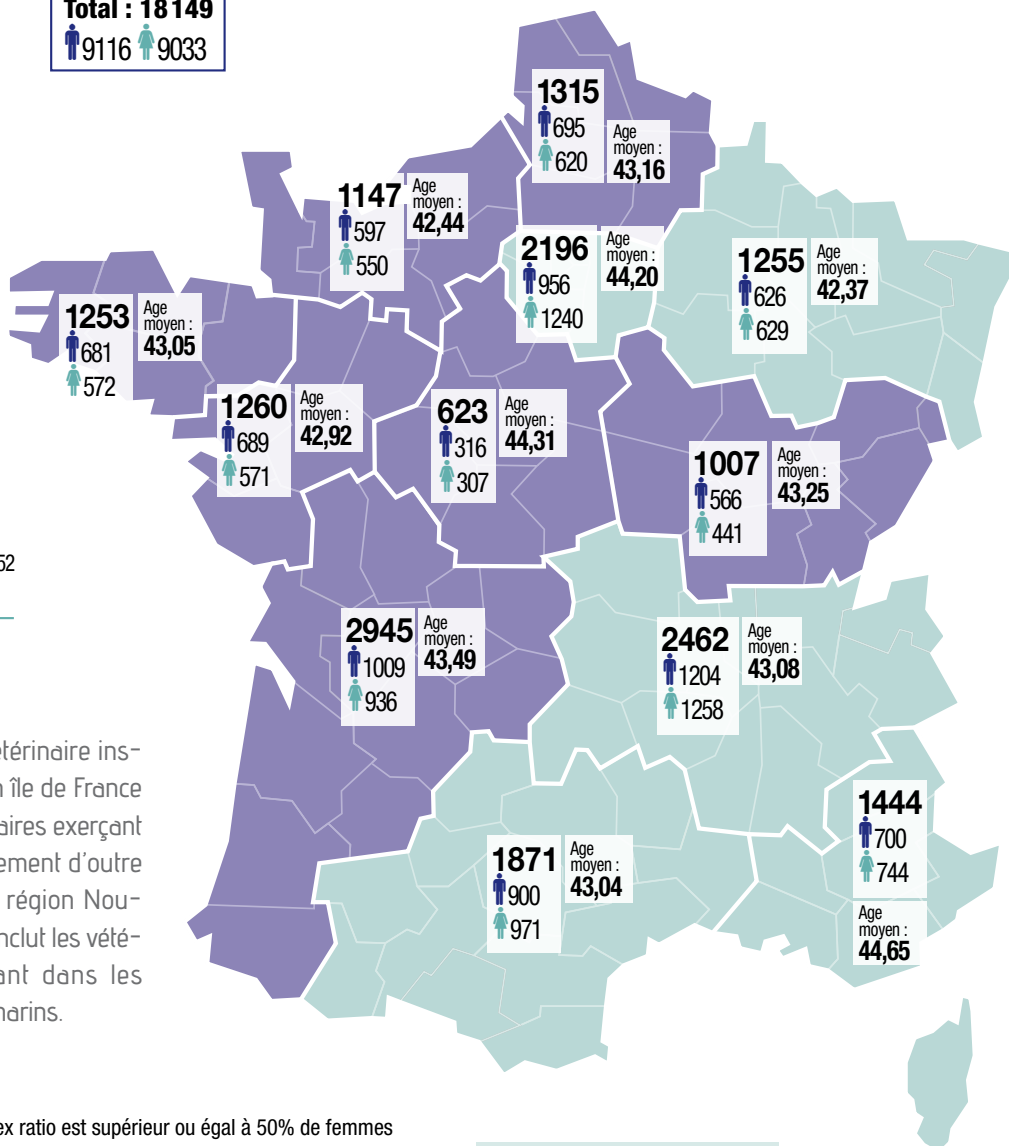 Total : 18 149
9116 9033
1315
695
620
Age
moyen :
43,16
1147
597
550
Age
moyen :
42,44
2196
956
1240
Age
moyen :
44,20
1255
626
629
Age
moyen :
42,37
1253
681
572
Age
moyen :
43,05
1260
689
571
Age
moyen :
42,92
623
316
307
Age
moyen :
44,31
1007
566
441
Age
moyen :
43,25
52
2945
1009
936
Age
moyen :
43,49
2462
1204
1258
Age
moyen :
43,08
1444
700
744
Age
moyen :
44,65
1871
900
971
Age
moyen :
43,04
étérinaire ins-
n île de France
aires exerçant
ement d'outre
région Nou-
nclut les vété-
ant dans les
narins.
ex ratio est supérieur ou égal à 50% de femmes